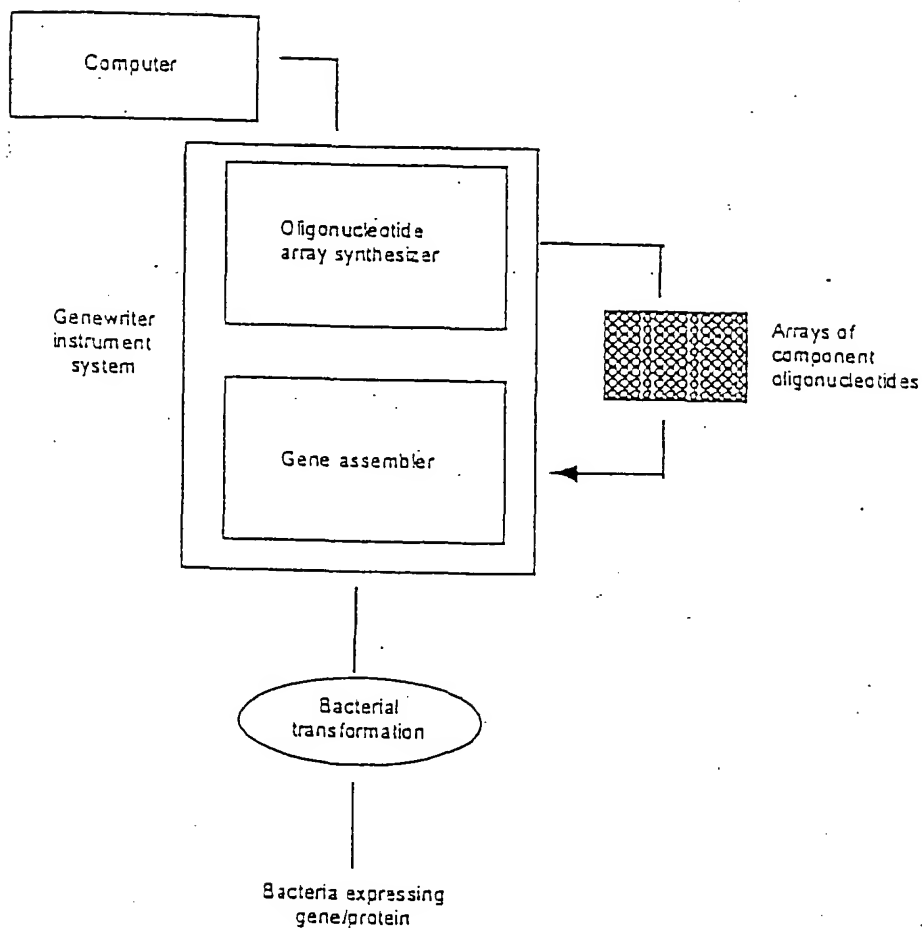 Computer
Oligonucleotide
array synthesizer
Genewriter
instrument
system
Arrays of
component
oligonucleotides
Gene assembler
Bacterial
transformation
Bacteria expressing
gene/protein